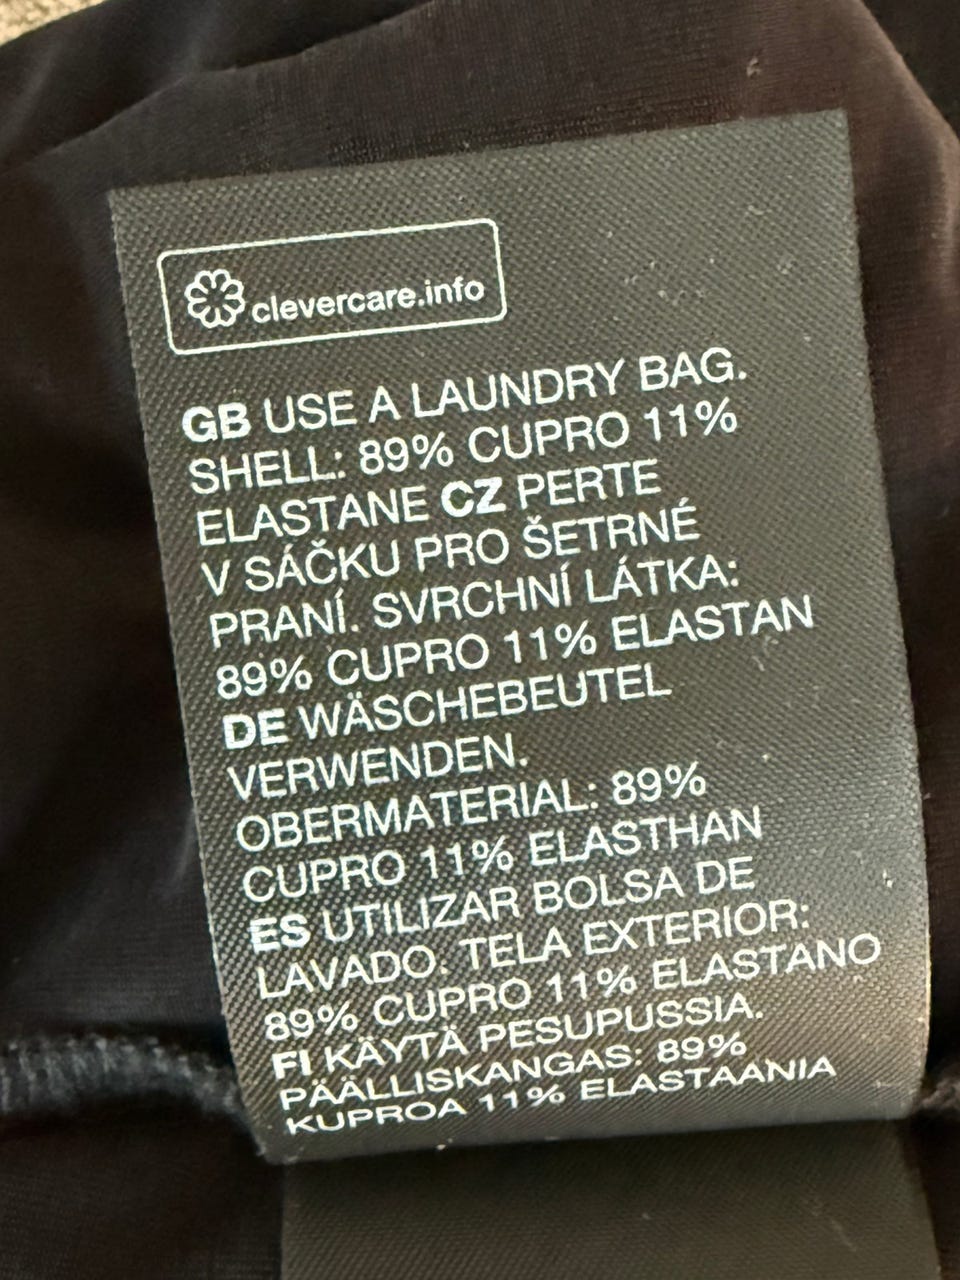 clevercare.info
GB USE A LAUNDRY BAG.
SHELL: 89% CUPRO 11%
ELASTANE CZ PERTE
V SÁČKU PRO ŠETRNÉ
PRANÍ. SVRCHNÍ LÁTKA:
89% CUPRO 11% ELASTAN
DE WÄSCHEBEUTEL
VERWENDEN.
OBERMATERIAL: 89%
CUPRO 11% ELASTHAN
ES UTILIZAR BOLSA DE
LAVADO. TELA EXTERIOR:
89% CUPRO 11% ELASTANO
FI KÄYTÄ PESUPUSSIA.
PÄÄLLISKANGAS: 89%
KUPROA 11% ELASTAANIA